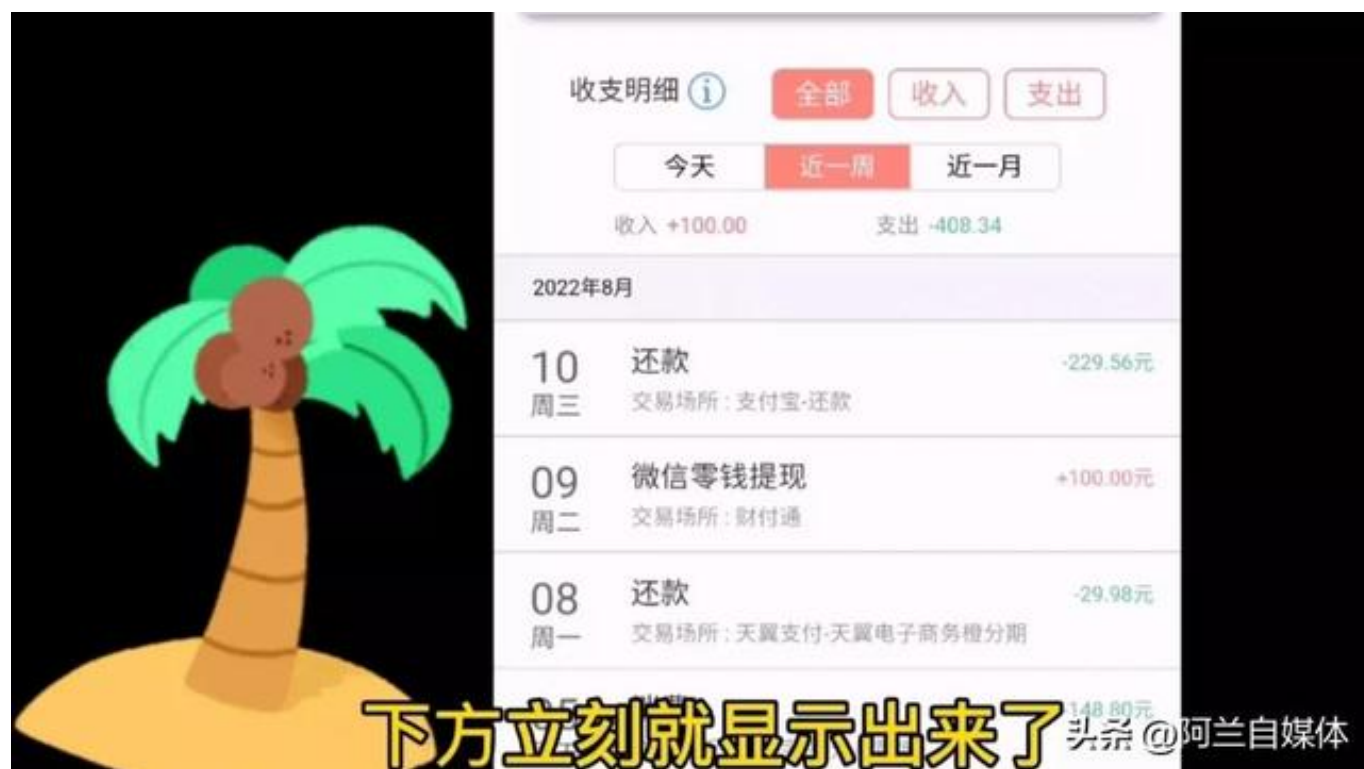 收支明细 i 全部 收入 支出
今天 近一周 近一月
收入 +100.00 支出 -408.34
2022年8月
10 还款 -229.56元
周三 交易场所 : 支付宝-还款
09 微信零钱提现 +100.00元
周二 交易场所 : 财付通
08 还款 -29.98元
周一 交易场所 : 天翼支付-天翼电子商务橙分期
148.80元
下方立刻就显示出来了
头条 @阿兰自媒体